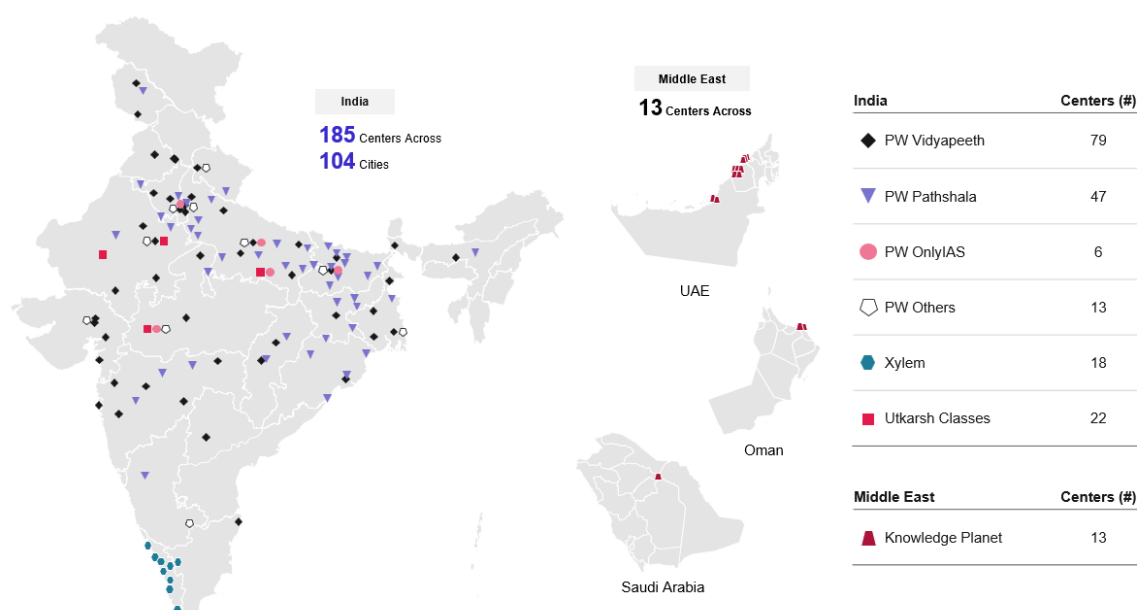 India
185 Centers Across
104 Cities
Middle East
13 Centers Across
UAE
Oman
Saudi Arabia
India Centers (#)
PW Vidyapeeth 79
PW Pathshala 47
PW OnlyIAS 6
PW Others 13
Xylem 18
Utkarsh Classes 22
Middle East Centers (#)
Knowledge Planet 13